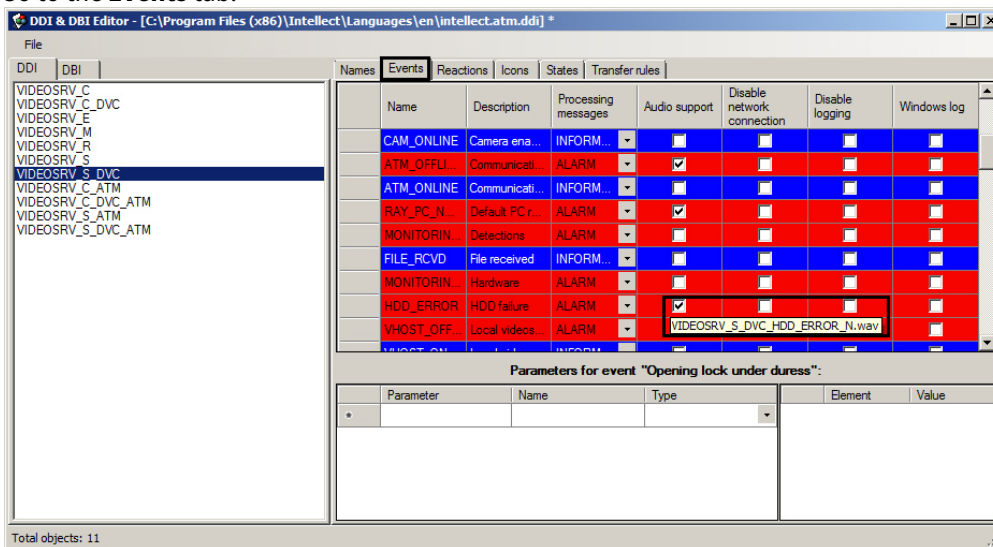 DDI & DBI Editor - [C:\Program Files (x86)\Intellect\Languages\en\intellect.atm.ddi] *
File
DDI DBI
Names Events Reactions Icons States Transfer rules
VIDEOSRV_C
VIDEOSRV_C_DVC
VIDEOSRV_E
VIDEOSRV_M
VIDEOSRV_R
VIDEOSRV_S
VIDEOSRV_S_DVC
VIDEOSRV_C_ATM
VIDEOSRV_C_DVC_ATM
VIDEOSRV_S_ATM
VIDEOSRV_S_DVC_ATM
Name Description Processing messages Audio support Disable network connection Disable logging Windows log
CAM_ONLINE Camera ena... INFORM...
ATM_OFFLI... Communicati... ALARM
ATM_ONLINE Communicati... INFORM...
RAY_PC_N... Default PC r... ALARM
MONITORIN... Detections ALARM
FILE_RCVD File received INFORM...
MONITORIN... Hardware ALARM
HDD_ERROR HDD failure ALARM
VHOST_OFF... Local videos... ALARM
VIDEOSRV_S_DVC_HDD_ERROR_N.wav
Parameters for event "Opening lock under duress":
Parameter Name Type Element Value
*
Total objects: 11